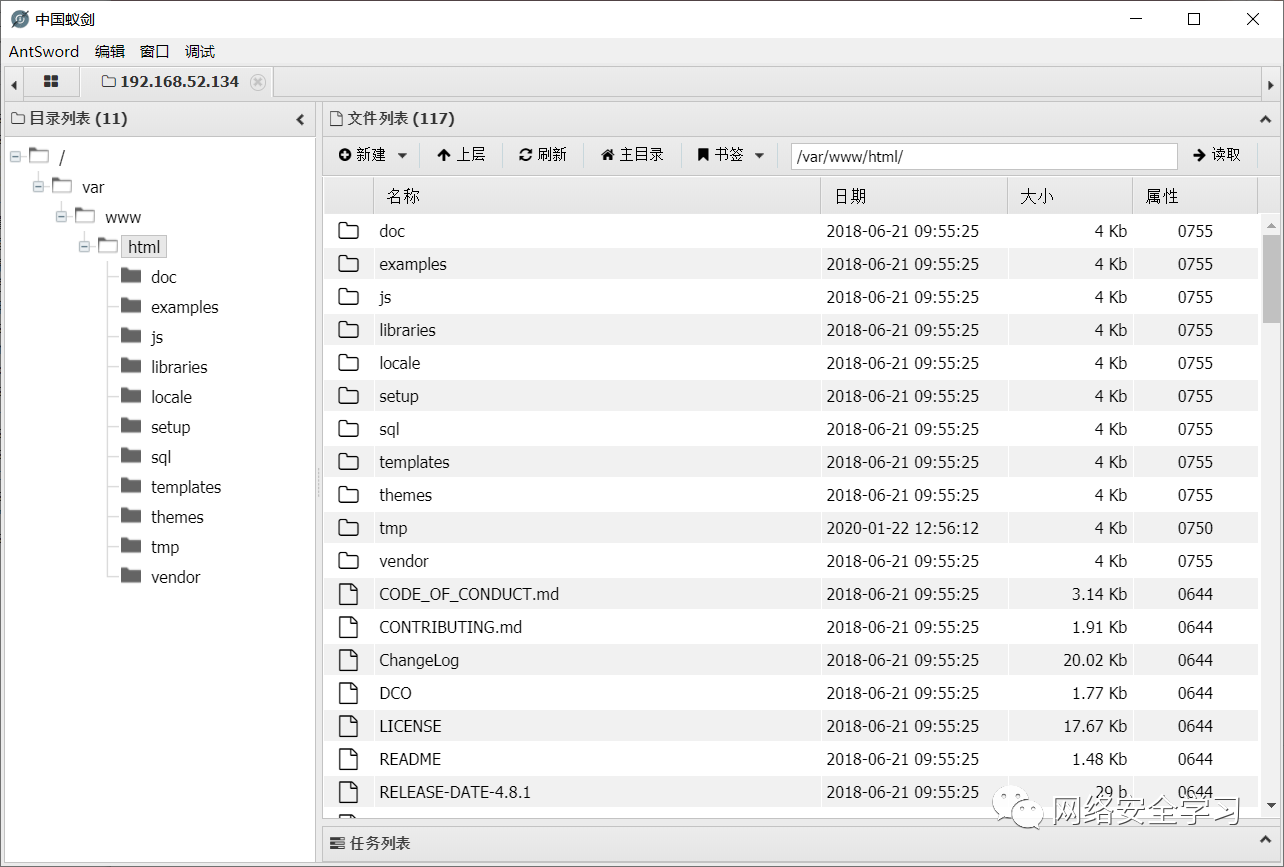 中国蚁剑
AntSword 编辑 窗口 调试
192.168.52.134
目录列表 (11)
/
var
www
html
doc
examples
js
libraries
locale
setup
sql
templates
themes
tmp
vendor
文件列表 (117)
新建 上层 刷新 主目录 书签 /var/www/html/ 读取
名称 日期 大小 属性
doc 2018-06-21 09:55:25 4 Kb 0755
examples 2018-06-21 09:55:25 4 Kb 0755
js 2018-06-21 09:55:25 4 Kb 0755
libraries 2018-06-21 09:55:25 4 Kb 0755
locale 2018-06-21 09:55:25 4 Kb 0755
setup 2018-06-21 09:55:25 4 Kb 0755
sql 2018-06-21 09:55:25 4 Kb 0755
templates 2018-06-21 09:55:25 4 Kb 0755
themes 2018-06-21 09:55:25 4 Kb 0755
tmp 2020-01-22 12:56:12 4 Kb 0750
vendor 2018-06-21 09:55:25 4 Kb 0755
CODE_OF_CONDUCT.md 2018-06-21 09:55:25 3.14 Kb 0644
CONTRIBUTING.md 2018-06-21 09:55:25 1.91 Kb 0644
ChangeLog 2018-06-21 09:55:25 20.02 Kb 0644
DCO 2018-06-21 09:55:25 1.77 Kb 0644
LICENSE 2018-06-21 09:55:25 17.67 Kb 0644
README 2018-06-21 09:55:25 1.48 Kb 0644
RELEASE-DATE-4.8.1 2018-06-21 09:55:25 29 b 0644
网络安全学习
任务列表